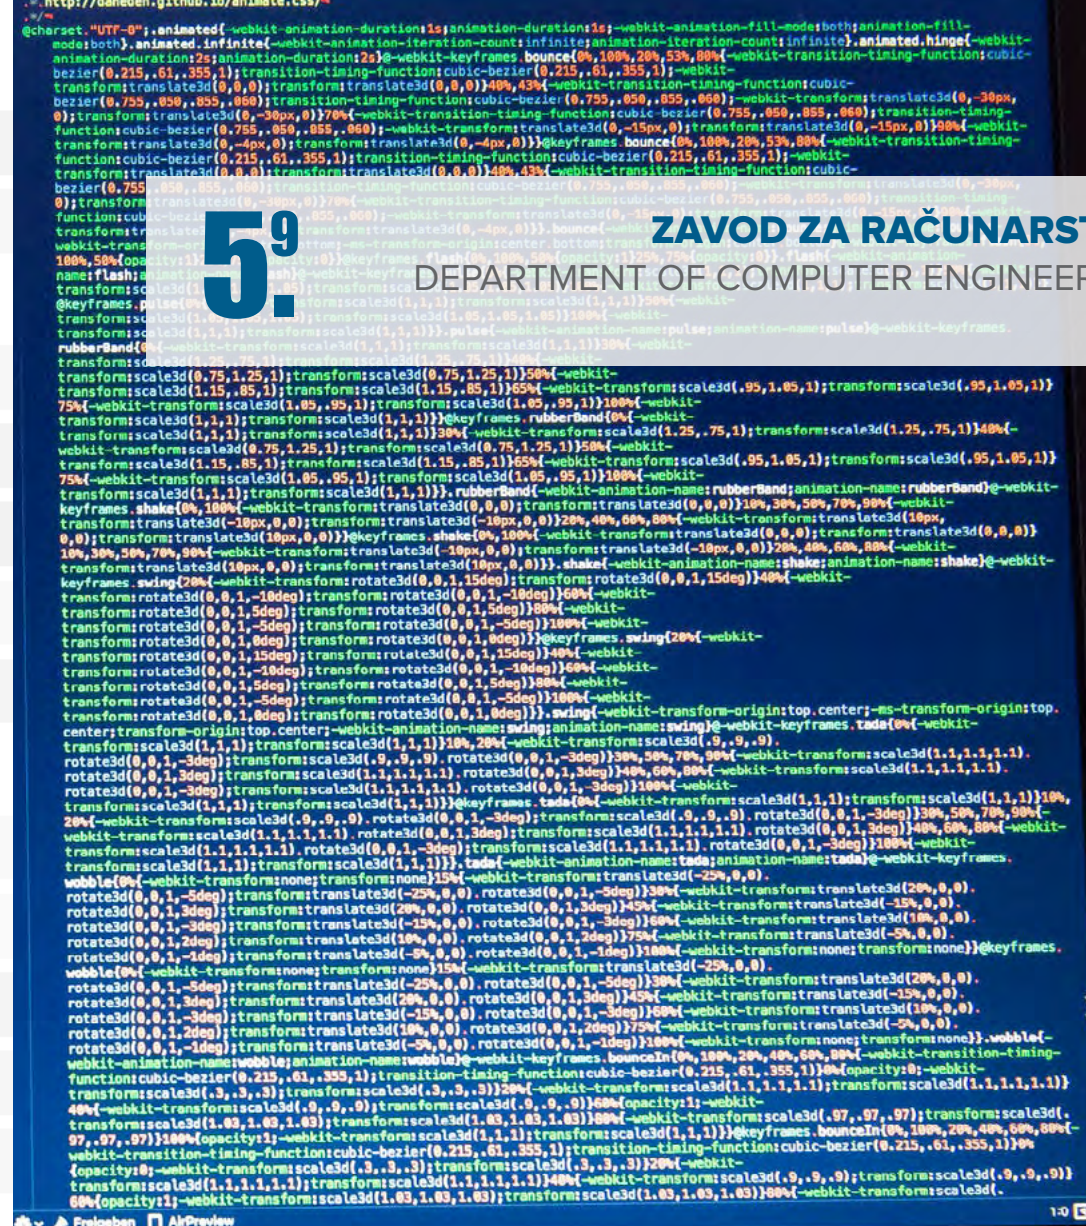 http://daneden.github.io/animate.css/
@charset."UTF-8";.animated{-webkit-animation-duration:1s;animation-duration:1s;-webkit-animation-fill-mode:both;animation-fill-
mode:both}.animated.infinite{-webkit-animation-iteration-count:infinite;animation-iteration-count:infinite}.animated.hinge{-webkit-
animation-duration:2s;animation-duration:2s}@-webkit-keyframes.bounce{0%,100%,20%,53%,80%{-webkit-transition-timing-function:cubic-
bezier(0.215,.61,.355,1);transition-timing-function:cubic-bezier(0.215,.61,.355,1);-webkit-
transform:translate3d(0,0,0);transform:translate3d(0,0,0)}40%,43%{-webkit-transition-timing-function:cubic-
bezier(0.755,.050,.855,.060);transition-timing-function:cubic-bezier(0.755,.050,.855,.060);-webkit-transform:translate3d(0,-30px,
0);transform:translate3d(0,-30px,0)}70%{-webkit-transition-timing-function:cubic-bezier(0.755,.050,.855,.060);transition-timing-
function:cubic-bezier(0.755,.050,.855,.060);-webkit-transform:translate3d(0,-15px,0);transform:translate3d(0,-15px,0)}90%{-webkit-
transform:translate3d(0,-4px,0);transform:translate3d(0,-4px,0)}}@keyframes.bounce{0%,100%,20%,53%,80%{-webkit-transition-timing-
function:cubic-bezier(0.215,.61,.355,1);transition-timing-function:cubic-bezier(0.215,.61,.355,1);-webkit-
transform:translate3d(0,0,0);transform:translate3d(0,0,0)}40%,43%{-webkit-transition-timing-function:cubic-
5.9
ZAVOD ZA RAČUNARST
DEPARTMENT OF COMPUTER ENGINEER
transform:scale3d(0.75,1.25,1);transform:scale3d(0.75,1.25,1)}50%{-webkit-
transform:scale3d(1.15,.85,1);transform:scale3d(1.15,.85,1)}65%{-webkit-transform:scale3d(.95,1.05,1);transform:scale3d(.95,1.05,1)}
75%{-webkit-transform:scale3d(1.05,.95,1);transform:scale3d(1.05,.95,1)}100%{-webkit-
transform:scale3d(1,1,1);transform:scale3d(1,1,1)}}@keyframes.rubberBand{0%{-webkit-
transform:scale3d(1,1,1);transform:scale3d(1,1,1)}30%{-webkit-transform:scale3d(1.25,.75,1);transform:scale3d(1.25,.75,1)}40%{-
webkit-transform:scale3d(0.75,1.25,1);transform:scale3d(0.75,1.25,1)}50%{-webkit-
transform:scale3d(1.15,.85,1);transform:scale3d(1.15,.85,1)}65%{-webkit-transform:scale3d(.95,1.05,1);transform:scale3d(.95,1.05,1)}
75%{-webkit-transform:scale3d(1.05,.95,1);transform:scale3d(1.05,.95,1)}100%{-webkit-
transform:scale3d(1,1,1);transform:scale3d(1,1,1)}}.rubberBand{-webkit-animation-name:rubberBand;animation-name:rubberBand}@-webkit-
keyframes.shake{0%,100%{-webkit-transform:translate3d(0,0,0);transform:translate3d(0,0,0)}10%,30%,50%,70%,90%{-webkit-
transform:translate3d(-10px,0,0);transform:translate3d(-10px,0,0)}20%,40%,60%,80%{-webkit-transform:translate3d(10px,
0,0);transform:translate3d(10px,0,0)}}@keyframes.shake{0%,100%{-webkit-transform:translate3d(0,0,0);transform:translate3d(0,0,0)}
10%,30%,50%,70%,90%{-webkit-transform:translate3d(-10px,0,0);transform:translate3d(-10px,0,0)}20%,40%,60%,80%{-webkit-
transform:translate3d(10px,0,0);transform:translate3d(10px,0,0)}}.shake{-webkit-animation-name:shake;animation-name:shake}@-webkit-
keyframes.swing{20%{-webkit-transform:rotate3d(0,0,1,15deg);transform:rotate3d(0,0,1,15deg)}40%{-webkit-
transform:rotate3d(0,0,1,-10deg);transform:rotate3d(0,0,1,-10deg)}60%{-webkit-
transform:rotate3d(0,0,1,5deg);transform:rotate3d(0,0,1,5deg)}80%{-webkit-
transform:rotate3d(0,0,1,-5deg);transform:rotate3d(0,0,1,-5deg)}100%{-webkit-
transform:rotate3d(0,0,1,0deg);transform:rotate3d(0,0,1,0deg)}}@keyframes.swing{20%{-webkit-
transform:rotate3d(0,0,1,15deg);transform:rotate3d(0,0,1,15deg)}40%{-webkit-
transform:rotate3d(0,0,1,-10deg);transform:rotate3d(0,0,1,-10deg)}60%{-webkit-
transform:rotate3d(0,0,1,5deg);transform:rotate3d(0,0,1,5deg)}80%{-webkit-
transform:rotate3d(0,0,1,-5deg);transform:rotate3d(0,0,1,-5deg)}100%{-webkit-
transform:rotate3d(0,0,1,0deg);transform:rotate3d(0,0,1,0deg)}}.swing{-webkit-transform-origin:top.center;-ms-transform-origin:top.
center;transform-origin:top.center;-webkit-animation-name:swing;animation-name:swing}@-webkit-keyframes.tada{0%{-webkit-
transform:scale3d(1,1,1);transform:scale3d(1,1,1)}10%,20%{-webkit-transform:scale3d(.9,.9,.9).
rotate3d(0,0,1,-3deg);transform:scale3d(.9,.9,.9).rotate3d(0,0,1,-3deg)}30%,50%,70%,90%{-webkit-transform:scale3d(1.1,1.1,1.1).
rotate3d(0,0,1,3deg);transform:scale3d(1.1,1.1,1.1).rotate3d(0,0,1,3deg)}40%,60%,80%{-webkit-transform:scale3d(1.1,1.1,1.1).
rotate3d(0,0,1,-3deg);transform:scale3d(1.1,1.1,1.1).rotate3d(0,0,1,-3deg)}100%{-webkit-
transform:scale3d(1,1,1);transform:scale3d(1,1,1)}}@keyframes.tada{0%{-webkit-transform:scale3d(1,1,1);transform:scale3d(1,1,1)}10%,
20%{-webkit-transform:scale3d(.9,.9,.9).rotate3d(0,0,1,-3deg);transform:scale3d(.9,.9,.9).rotate3d(0,0,1,-3deg)}30%,50%,70%,90%{-
webkit-transform:scale3d(1.1,1.1,1.1).rotate3d(0,0,1,3deg);transform:scale3d(1.1,1.1,1.1).rotate3d(0,0,1,3deg)}40%,60%,80%{-webkit-
transform:scale3d(1.1,1.1,1.1).rotate3d(0,0,1,-3deg);transform:scale3d(1.1,1.1,1.1).rotate3d(0,0,1,-3deg)}100%{-webkit-
transform:scale3d(1,1,1);transform:scale3d(1,1,1)}}.tada{-webkit-animation-name:tada;animation-name:tada}@-webkit-keyframes.
wobble{0%{-webkit-transform:none;transform:none}15%{-webkit-transform:translate3d(-25%,0,0).
rotate3d(0,0,1,-5deg);transform:translate3d(-25%,0,0).rotate3d(0,0,1,-5deg)}30%{-webkit-transform:translate3d(20%,0,0).
rotate3d(0,0,1,3deg);transform:translate3d(20%,0,0).rotate3d(0,0,1,3deg)}45%{-webkit-transform:translate3d(-15%,0,0).
rotate3d(0,0,1,-3deg);transform:translate3d(-15%,0,0).rotate3d(0,0,1,-3deg)}60%{-webkit-transform:translate3d(10%,0,0).
rotate3d(0,0,1,2deg);transform:translate3d(10%,0,0).rotate3d(0,0,1,2deg)}75%{-webkit-transform:translate3d(-5%,0,0).
rotate3d(0,0,1,-1deg);transform:translate3d(-5%,0,0).rotate3d(0,0,1,-1deg)}100%{-webkit-transform:none;transform:none}}@keyframes.
wobble{0%{-webkit-transform:none;transform:none}15%{-webkit-transform:translate3d(-25%,0,0).
rotate3d(0,0,1,-5deg);transform:translate3d(-25%,0,0).rotate3d(0,0,1,-5deg)}30%{-webkit-transform:translate3d(20%,0,0).
rotate3d(0,0,1,3deg);transform:translate3d(20%,0,0).rotate3d(0,0,1,3deg)}45%{-webkit-transform:translate3d(-15%,0,0).
rotate3d(0,0,1,-3deg);transform:translate3d(-15%,0,0).rotate3d(0,0,1,-3deg)}60%{-webkit-transform:translate3d(10%,0,0).
rotate3d(0,0,1,2deg);transform:translate3d(10%,0,0).rotate3d(0,0,1,2deg)}75%{-webkit-transform:translate3d(-5%,0,0).
rotate3d(0,0,1,-1deg);transform:translate3d(-5%,0,0).rotate3d(0,0,1,-1deg)}100%{-webkit-transform:none;transform:none}}.wobble{-
webkit-animation-name:wobble;animation-name:wobble}@-webkit-keyframes.bounceIn{0%,100%,20%,40%,60%,80%{-webkit-transition-timing-
function:cubic-bezier(0.215,.61,.355,1);transition-timing-function:cubic-bezier(0.215,.61,.355,1)}0%{opacity:0;-webkit-
transform:scale3d(.3,.3,.3);transform:scale3d(.3,.3,.3)}20%{-webkit-transform:scale3d(1.1,1.1,1.1);transform:scale3d(1.1,1.1,1.1)}
40%{-webkit-transform:scale3d(.9,.9,.9);transform:scale3d(.9,.9,.9)}60%{opacity:1;-webkit-
transform:scale3d(1.03,1.03,1.03);transform:scale3d(1.03,1.03,1.03)}80%{-webkit-transform:scale3d(.97,.97,.97);transform:scale3d(.
97,.97,.97)}100%{opacity:1;-webkit-transform:scale3d(1,1,1);transform:scale3d(1,1,1)}}@keyframes.bounceIn{0%,100%,20%,40%,60%,80%{-
webkit-transition-timing-function:cubic-bezier(0.215,.61,.355,1);transition-timing-function:cubic-bezier(0.215,.61,.355,1)}0%
{opacity:0;-webkit-transform:scale3d(.3,.3,.3);transform:scale3d(.3,.3,.3)}20%{-webkit-
transform:scale3d(1.1,1.1,1.1);transform:scale3d(1.1,1.1,1.1)}40%{-webkit-transform:scale3d(.9,.9,.9);transform:scale3d(.9,.9,.9)}
60%{opacity:1;-webkit-transform:scale3d(1.03,1.03,1.03);transform:scale3d(1.03,1.03,1.03)}80%{-webkit-transform:scale3d(.
Freigeben AirPreview
1:0